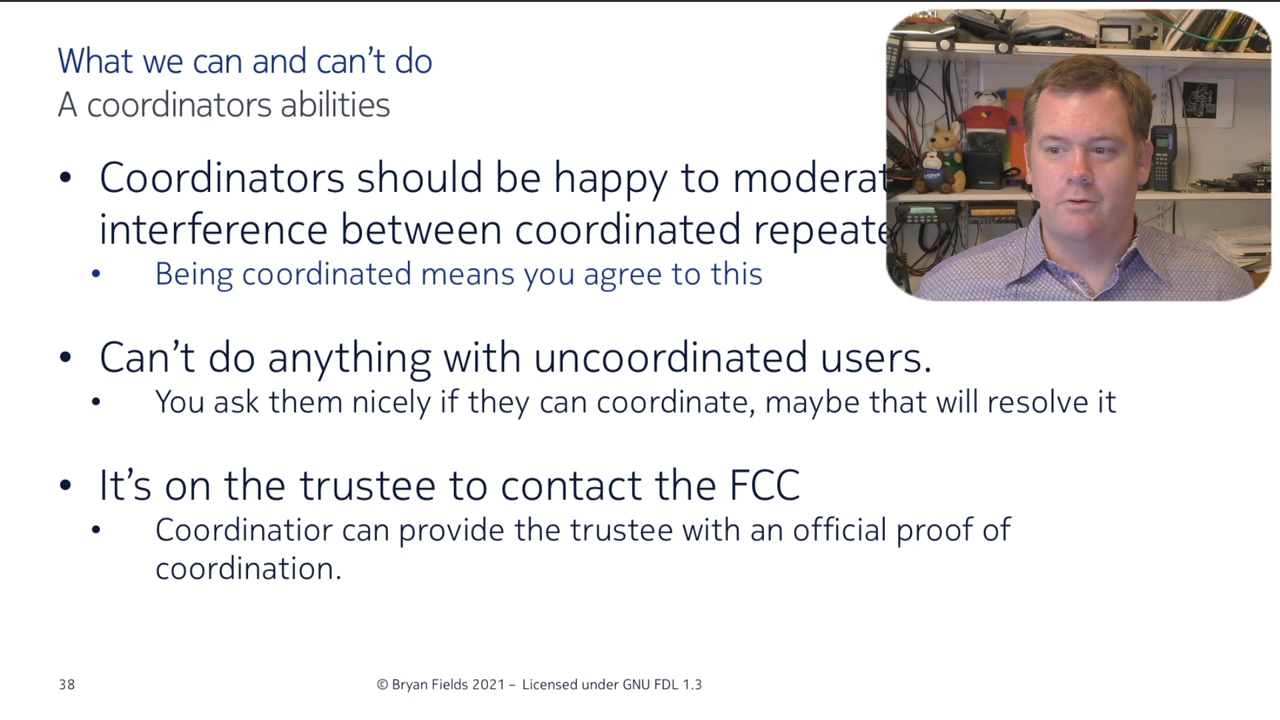 What we can and can't do
A coordinators abilities
• Coordinators should be happy to moderat
interference between coordinated repeate
• Being coordinated means you agree to this
• Can't do anything with uncoordinated users.
• You ask them nicely if they can coordinate, maybe that will resolve it
• It's on the trustee to contact the FCC
• Coordinatior can provide the trustee with an official proof of
coordination.
38
© Bryan Fields 2021 – Licensed under GNU FDL 1.3